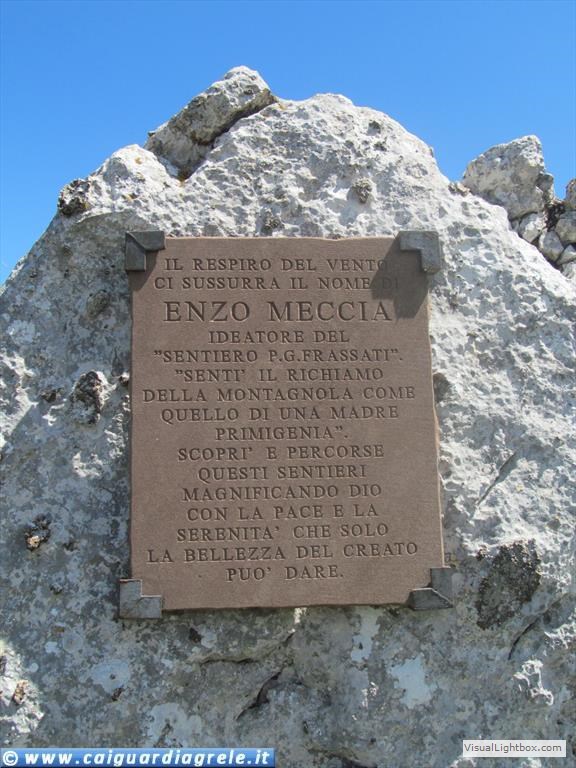 IL RESPIRO DEL VENTO
CI SUSSURRA IL NOME DI
ENZO MECCIA
IDEATORE DEL
"SENTIERO P.G.FRASSATI".
"SENTI' IL RICHIAMO
DELLA MONTAGNOLA COME
QUELLO DI UNA MADRE
PRIMIGENIA".
SCOPRI' E PERCORSE
QUESTI SENTIERI
MAGNIFICANDO DIO
CON LA PACE E LA
SERENITA' CHE SOLO
LA BELLEZZA DEL CREATO
PUO' DARE.
© www.caiguardiagrele.it
VisualLightbox.com